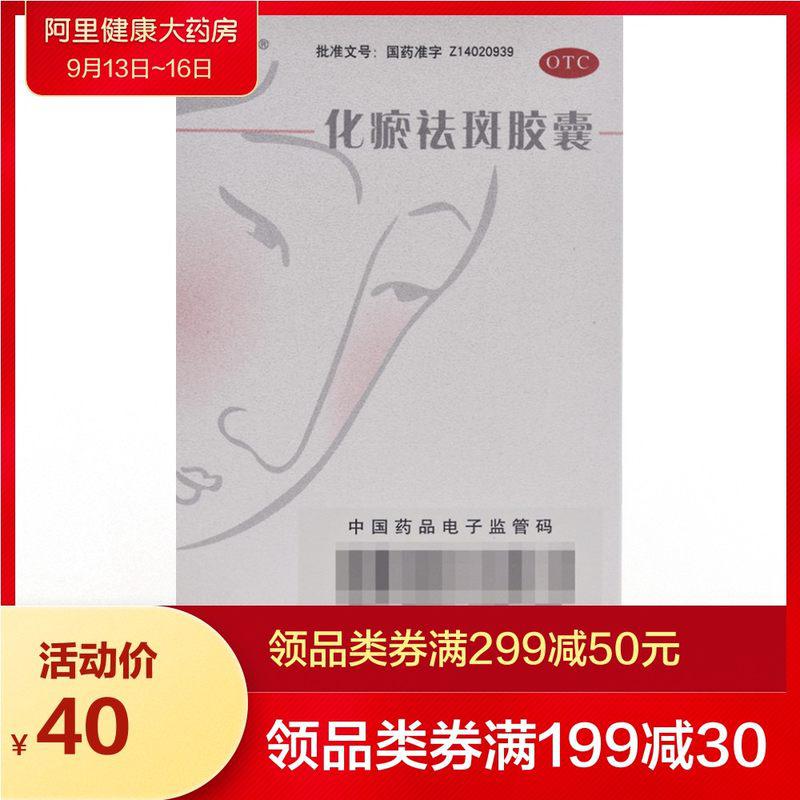 阿里健康大药房
9月13日~16日
®
批准文号：国药准字 Z14020939
OTC
化瘀祛斑胶囊
中国药品电子监管码
活动价
¥40
领品类券满299减50元
领品类券满199减30